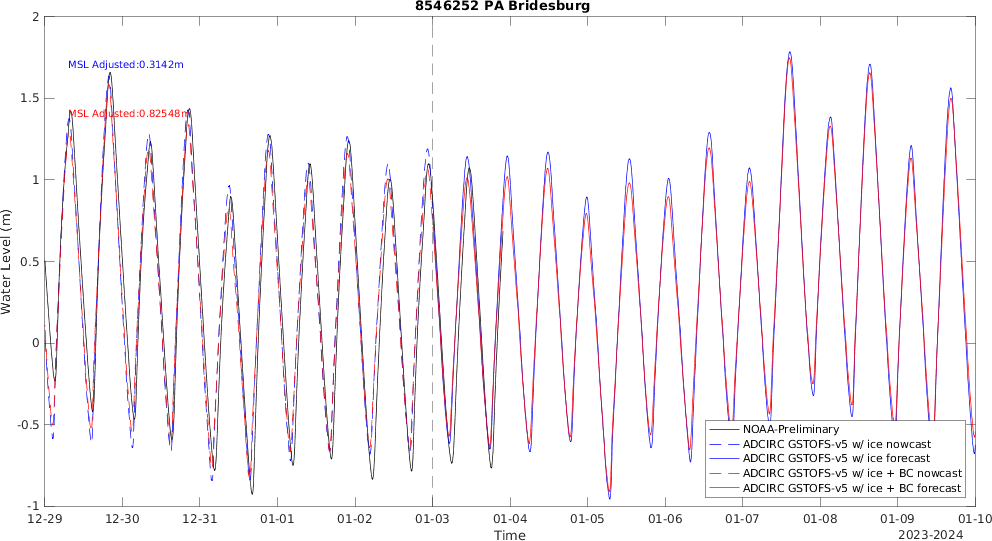 8546252 PA Bridesburg
2
1.5
1
0.5
0
-0.5
-1
Water Level (m)
MSL Adjusted:0.3142m
MSL Adjusted:0.82548m
NOAA-Preliminary
ADCIRC GSTOFS-v5 w/ ice nowcast
ADCIRC GSTOFS-v5 w/ ice forecast
ADCIRC GSTOFS-v5 w/ ice + BC nowcast
ADCIRC GSTOFS-v5 w/ ice + BC forecast
12-29 12-30 12-31 01-01 01-02 01-03 01-04 01-05 01-06 01-07 01-08 01-09 01-10
Time
2023-2024